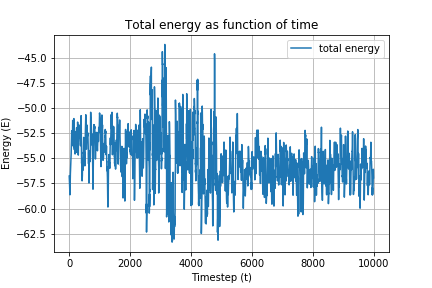 Total energy as function of time
total energy
Energy (E)
−45.0
−47.5
−50.0
−52.5
−55.0
−57.5
−60.0
−62.5
0 2000 4000 6000 8000 10000
Timestep (t)